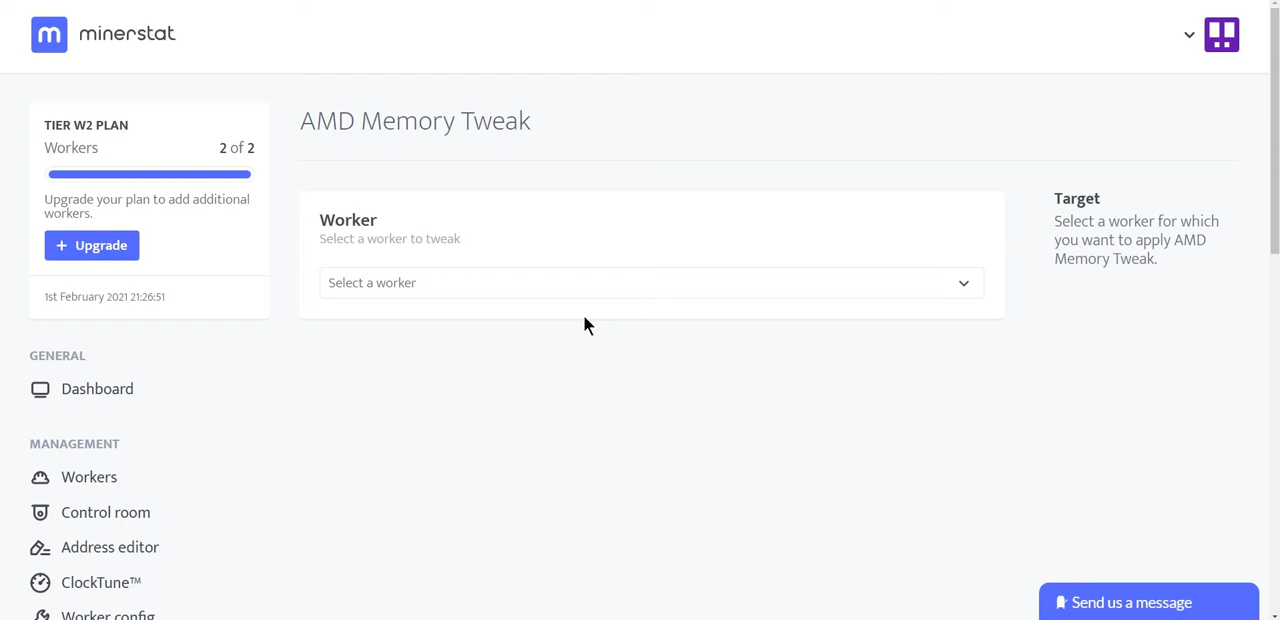 minerstat
TIER W2 PLAN
Workers 2 of 2
Upgrade your plan to add additional
workers.
+ Upgrade
1st February 2021 21:26:51
GENERAL
Dashboard
MANAGEMENT
Workers
Control room
Address editor
ClockTune™
Worker config
AMD Memory Tweak
Worker
Select a worker to tweak
Select a worker
Target
Select a worker for which
you want to apply AMD
Memory Tweak.
Send us a message